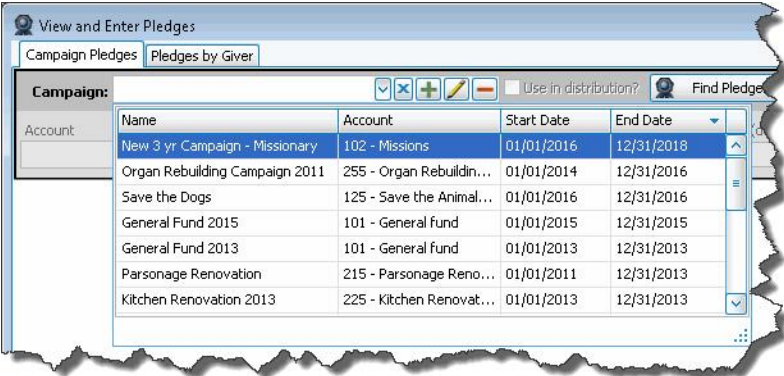 View and Enter Pledges
Campaign Pledges Pledges by Giver
Campaign: Use in distribution? Find Pledge
Account
Name Account Start Date End Date
New 3 yr Campaign - Missionary 102 - Missions 01/01/2016 12/31/2018
Organ Rebuilding Campaign 2011 255 - Organ Rebuildin... 01/01/2014 12/31/2016
Save the Dogs 125 - Save the Animal... 01/01/2016 12/31/2016
General Fund 2015 101 - General fund 01/01/2015 12/31/2015
General Fund 2013 101 - General fund 01/01/2013 12/31/2013
Parsonage Renovation 215 - Parsonage Reno... 01/01/2011 12/31/2013
Kitchen Renovation 2013 225 - Kitchen Renovat... 01/01/2013 12/31/2013